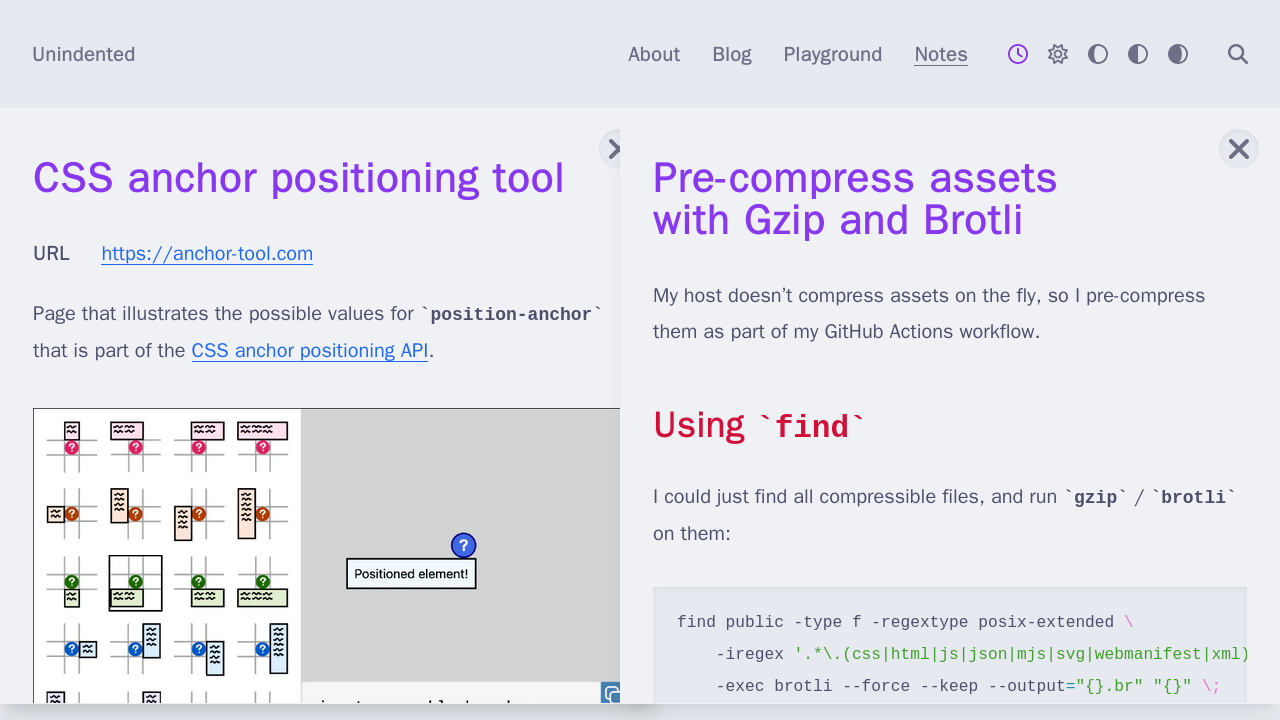 Unindented
About Blog Playground Notes
CSS anchor positioning tool
URL https://anchor-tool.com
Page that illustrates the possible values for `position-anchor`
that is part of the CSS anchor positioning API.
Positioned element!
Pre-compress assets
with Gzip and Brotli
My host doesn’t compress assets on the fly, so I pre-compress
them as part of my GitHub Actions workflow.
Using `find`
I could just find all compressible files, and run `gzip` / `brotli`
on them:
find public -type f -regextype posix-extended \
-iregex '.*\.(css|html|js|json|mjs|svg|webmanifest|xml)
-exec brotli --force --keep --output="{}.br" "{}" \;